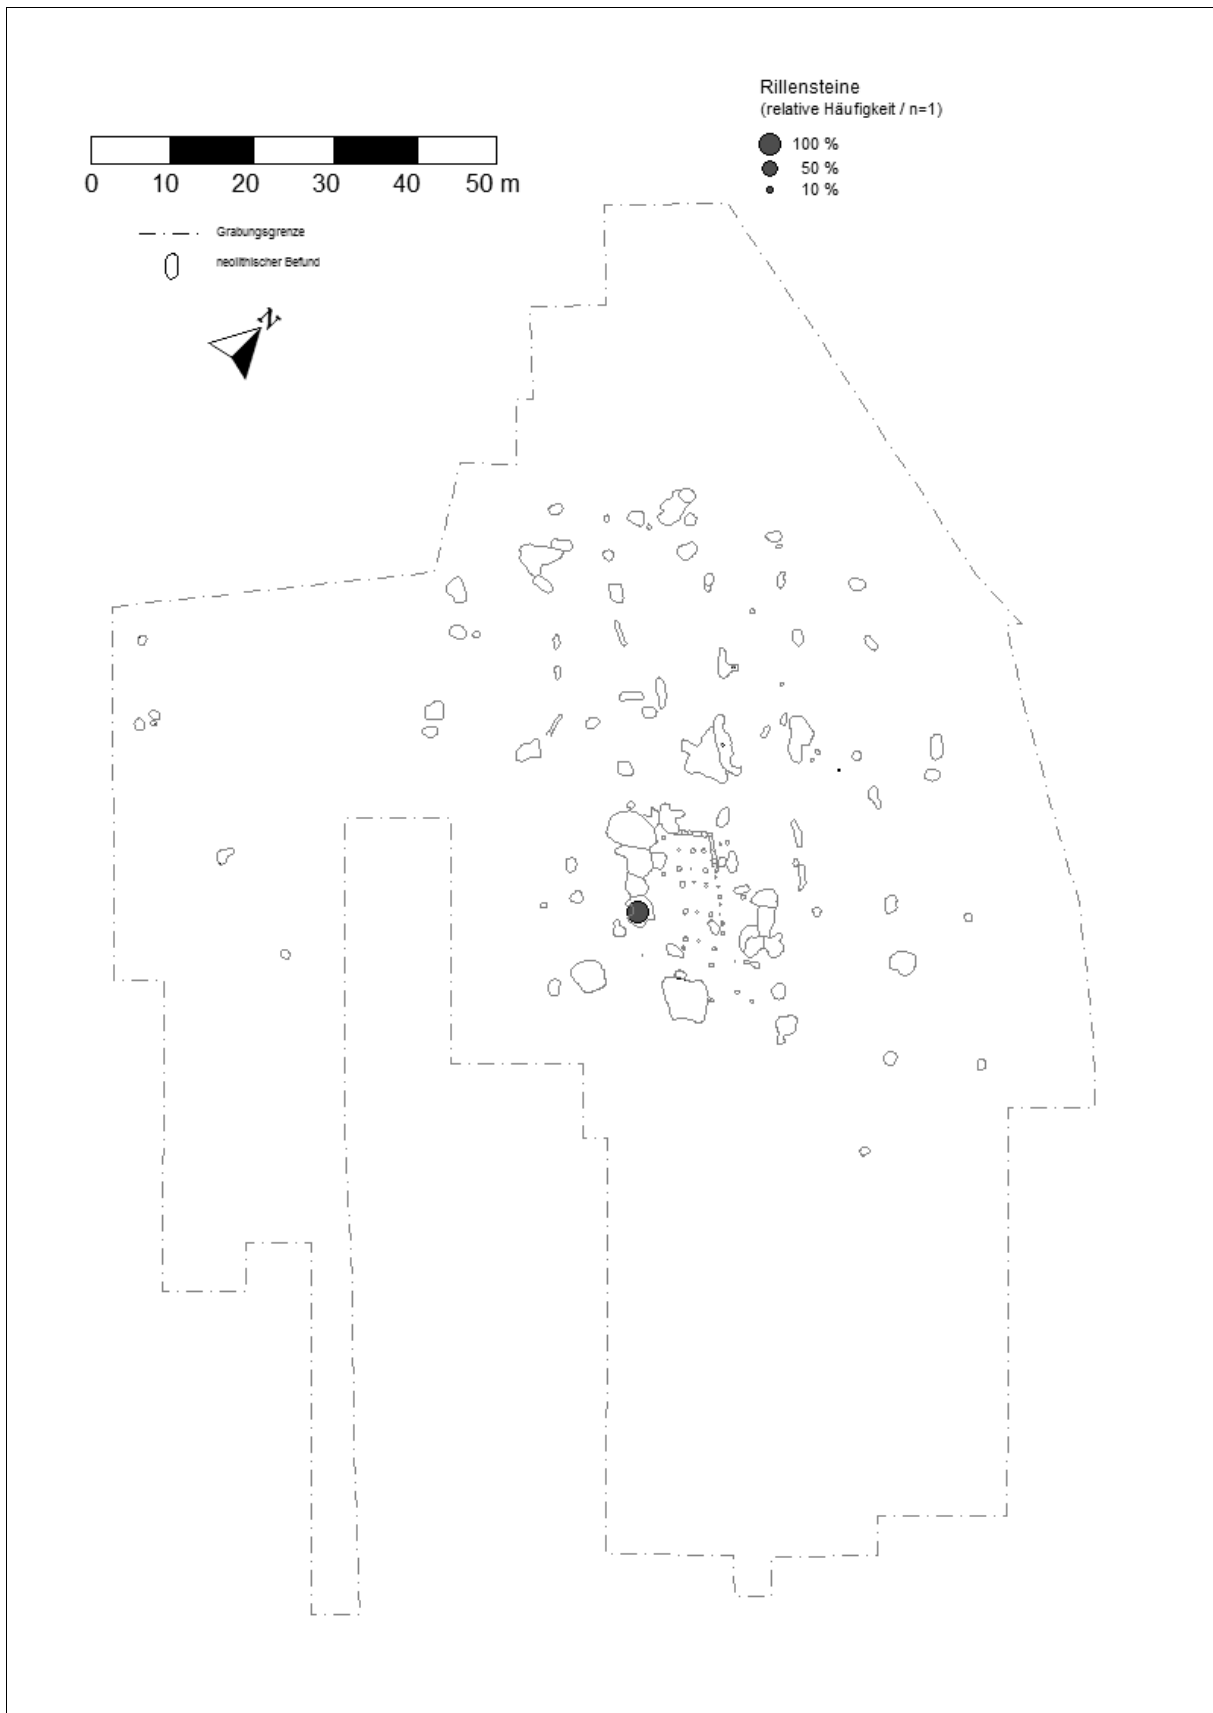 Rillensteine
(relative Häufigkeit / n=1)
100 %
50 %
10 %
0 10 20 30 40 50 m
Grabungsgrenze
neolithischer Befund
N